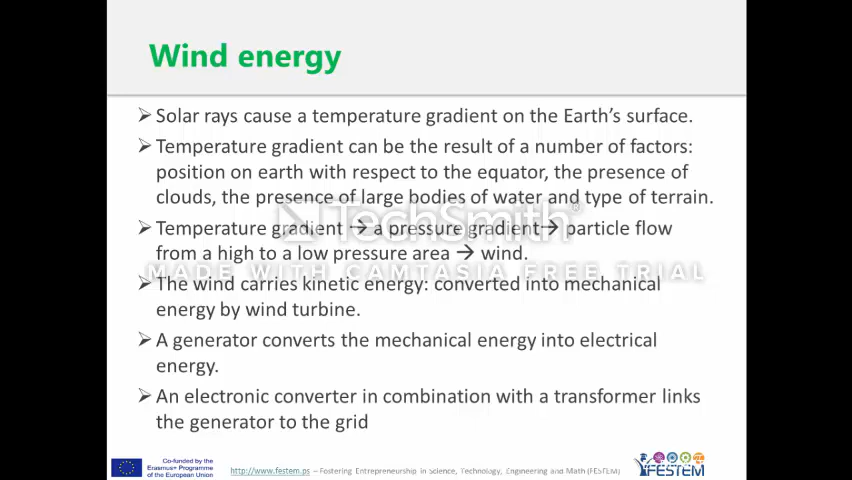 Wind energy
➢ Solar rays cause a temperature gradient on the Earth's surface.
➢ Temperature gradient can be the result of a number of factors:
position on earth with respect to the equator, the presence of
clouds, the presence of large bodies of water and type of terrain.
➢ Temperature gradient → a pressure gradient→ particle flow
from a high to a low pressure area → wind.
TechSmith®
MADE WITH CAMTASIA FREE TRIAL
➢ The wind carries kinetic energy: converted into mechanical
energy by wind turbine.
➢ A generator converts the mechanical energy into electrical
energy.
➢ An electronic converter in combination with a transformer links
the generator to the grid
Co-funded by the
Erasmus+ Programme
of the European Union
http://www.festem.ps – Fostering Entrepreneurship in Science, Technology, Engineering and Math (FESTEM)
FESTEM